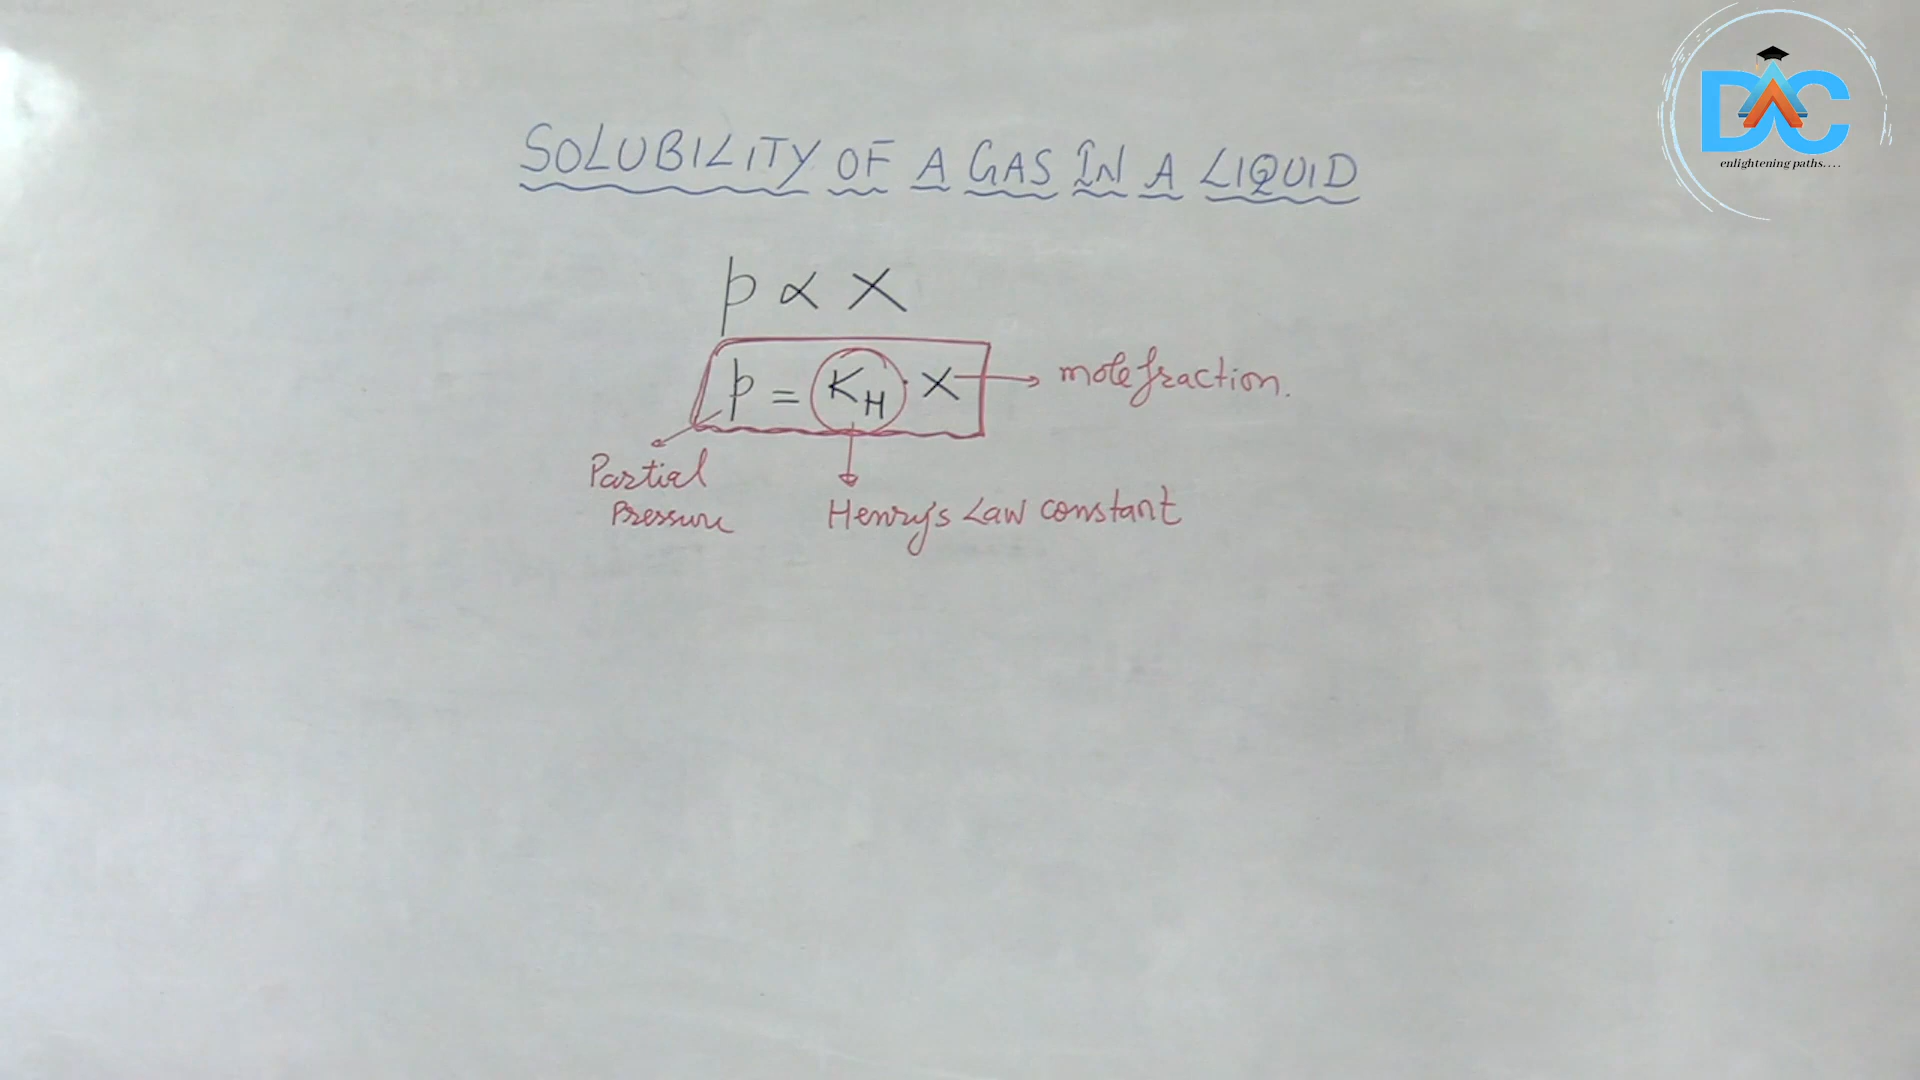 DAC
enlightening paths....
SOLUBILITY OF A GAS IN A LIQUID
p ∝ X
p = KH · X → mole fraction.
Partial
Pressure
Henry's Law constant